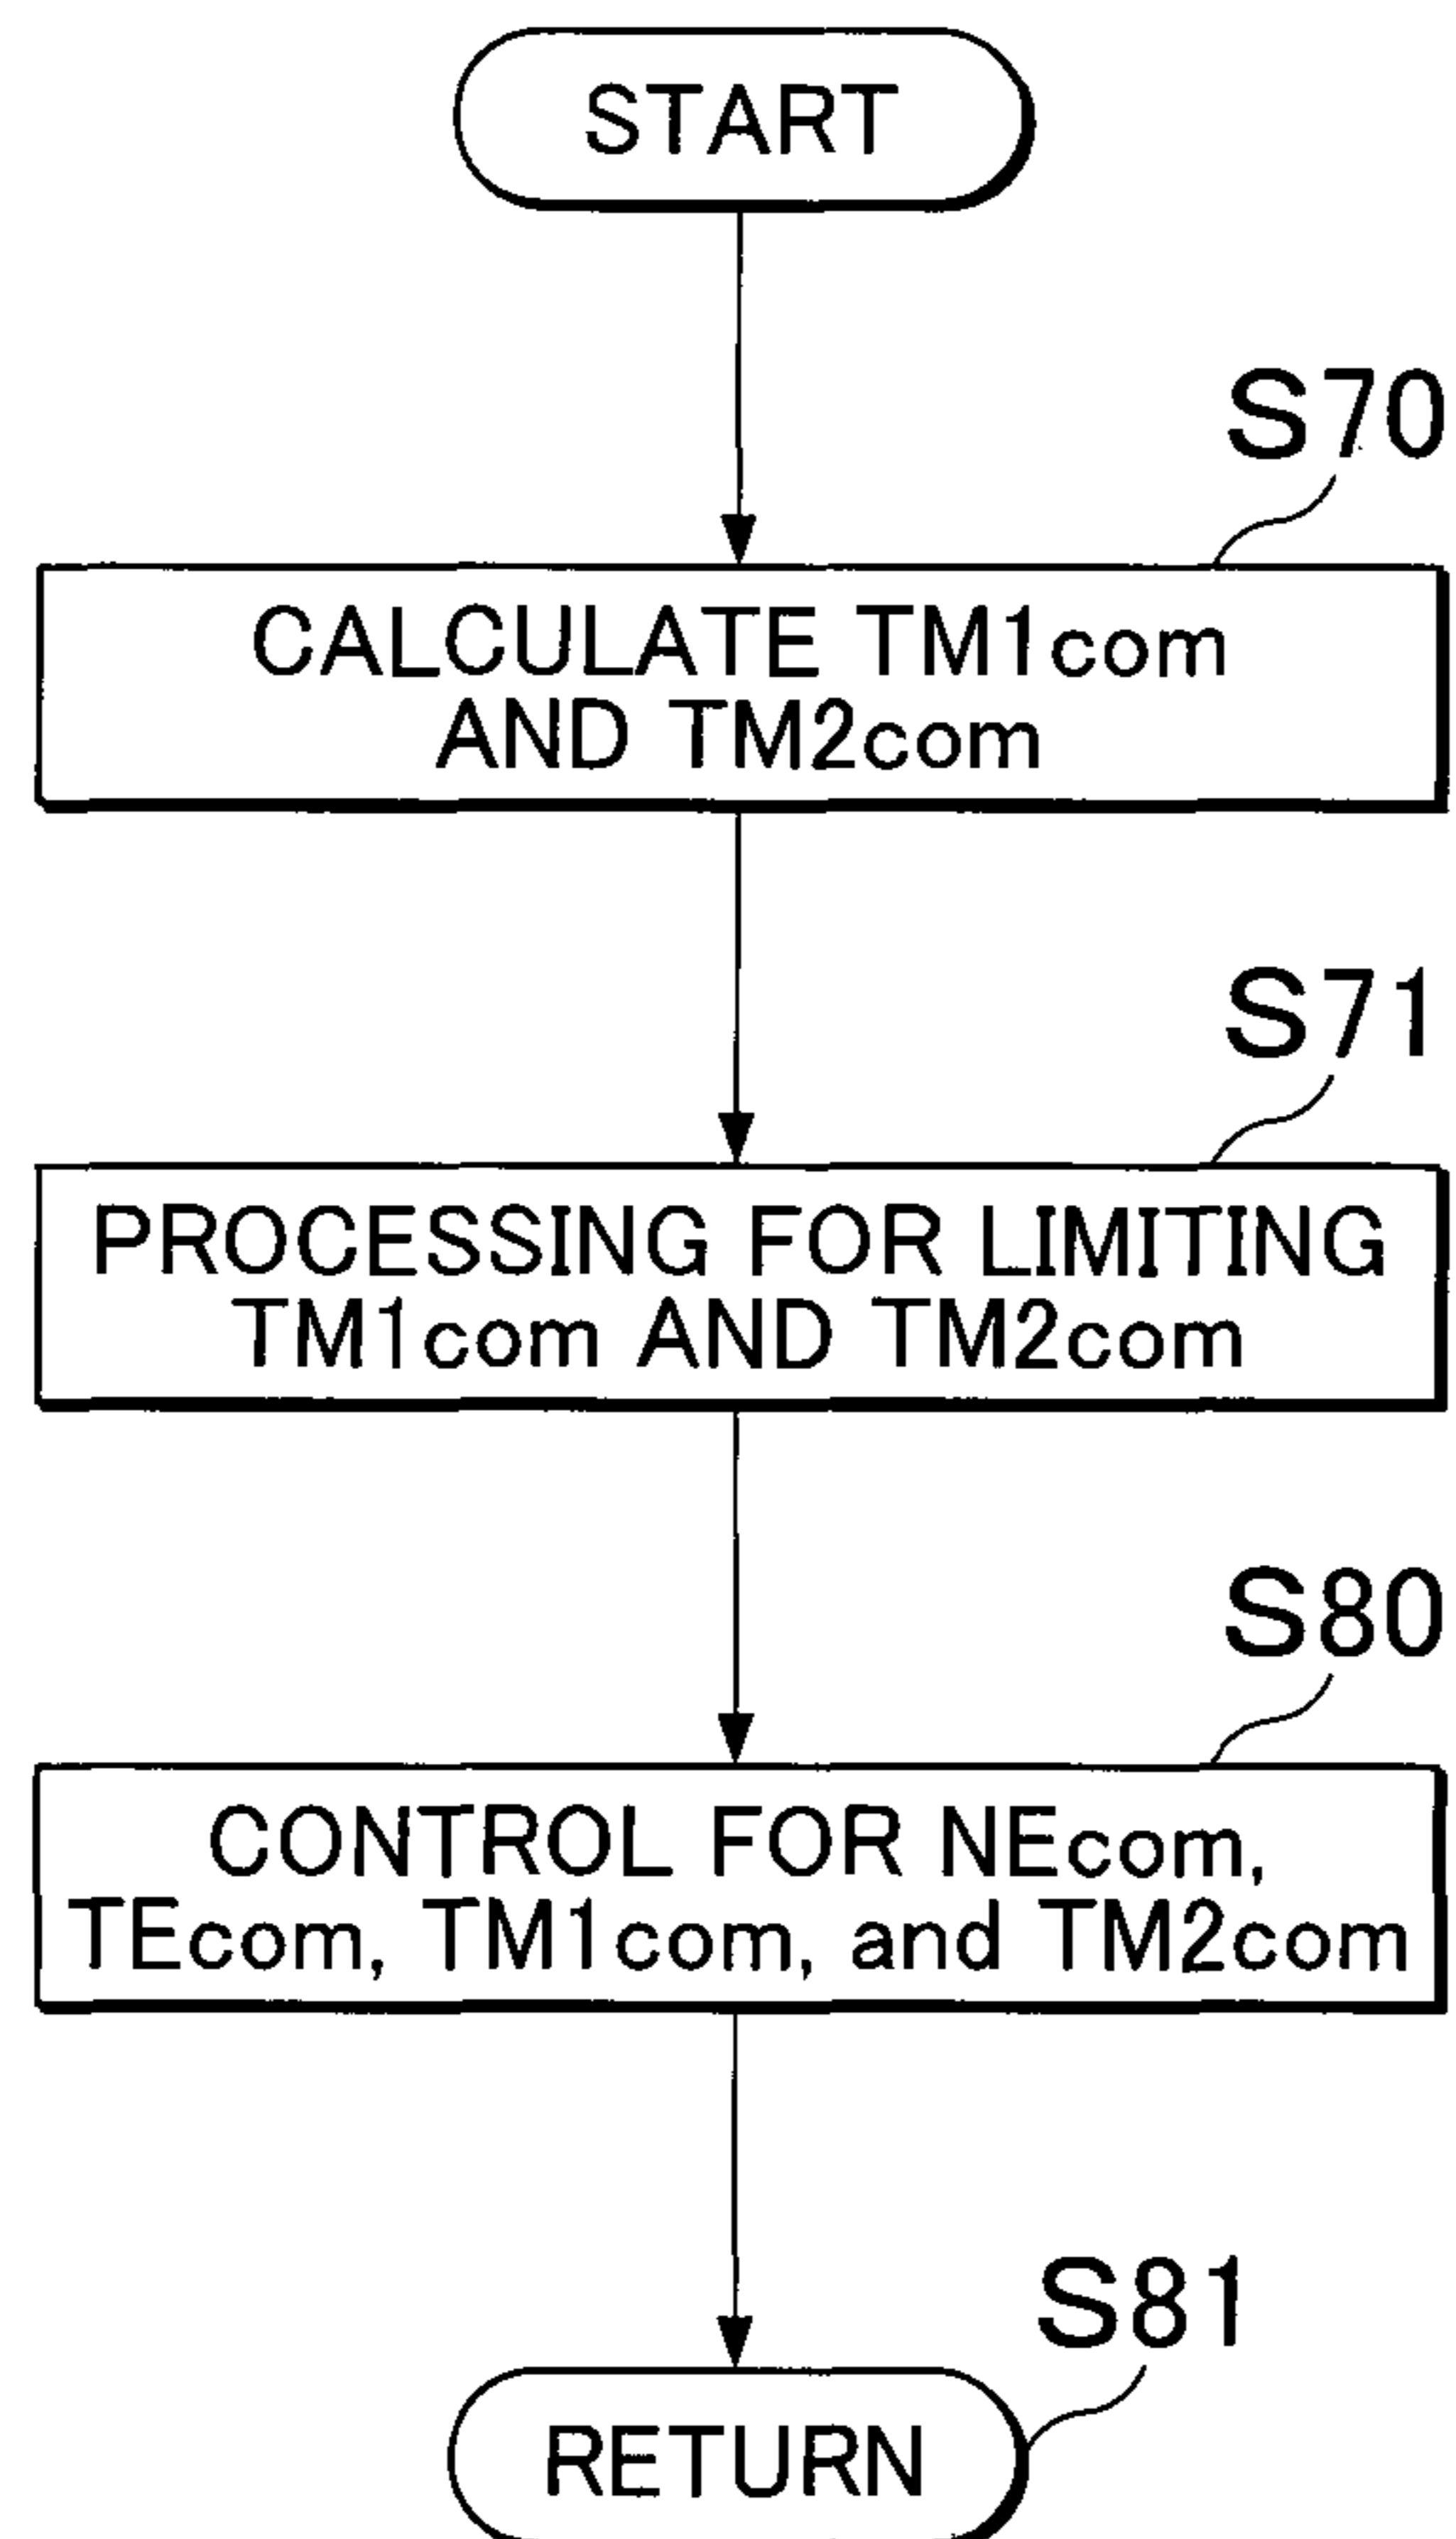 START
S70
CALCULATE TM1com
AND TM2com
S71
PROCESSING FOR LIMITING
TM1com AND TM2com
S80
CONTROL FOR NEcom,
TEcom, TM1com, and TM2com
S81
RETURN